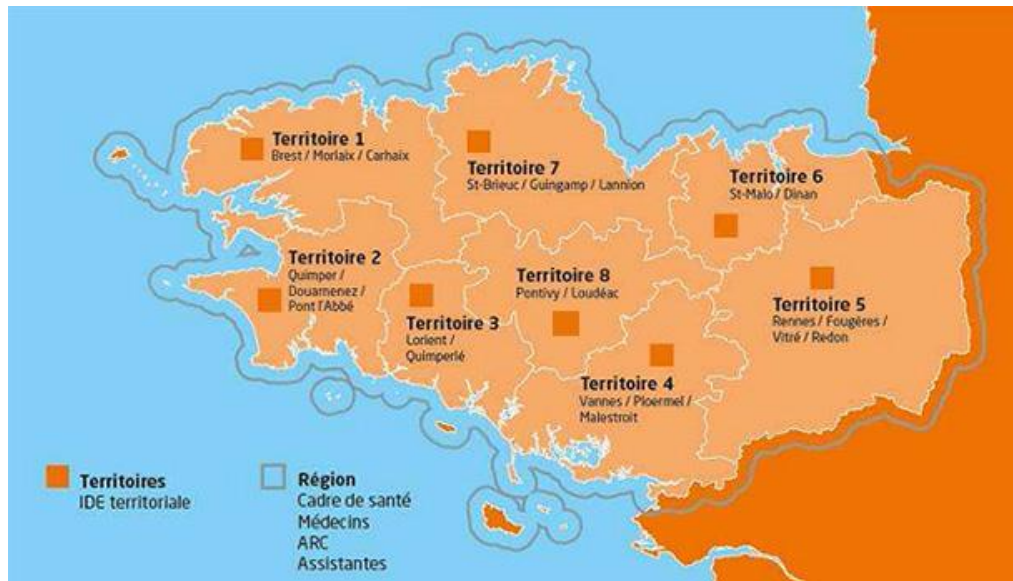 Territoire 1
Brest / Morlaix / Carhaix
Territoire 7
St-Brieuc / Guingamp / Lannion
Territoire 6
St-Malo / Dinan
Territoire 2
Quimper /
Douarnenez /
Pont l'Abbé
Territoire 8
Pontivy / Loudéac
Territoire 3
Lorient /
Quimperlé
Territoire 5
Rennes / Fougères /
Vitré / Redon
Territoire 4
Vannes / Ploermel /
Malestroit
Territoires
IDE territoriale
Région
Cadre de santé
Médecins
ARC
Assistantes